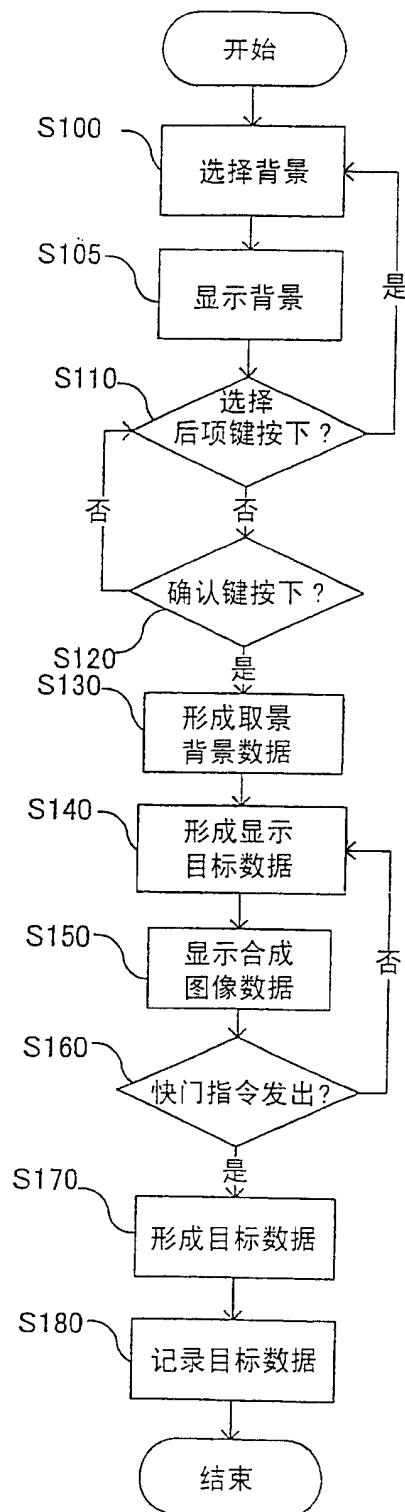 开始
S100
选择背景
S105
显示背景
是
S110
选择
后项键按下？
否
否
确认键按下？
S120
是
S130
形成取景
背景数据
S140
形成显示
目标数据
S150
显示合成
图像数据
否
S160
快门指令发出?
是
S170
形成目标数据
S180
记录目标数据
结束